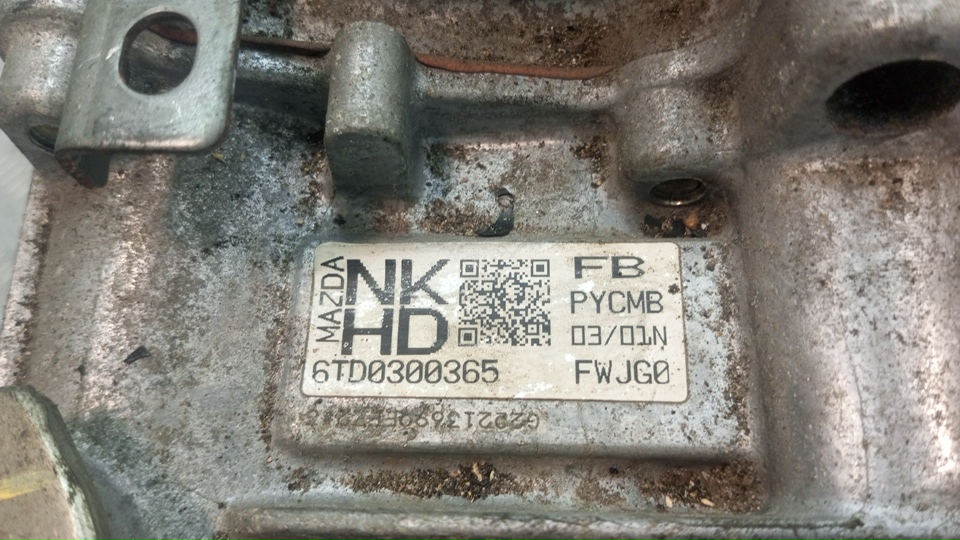 MAZDA
NK
HD
FB
PYCMB
03/01N
6TD0300365
FWJG0